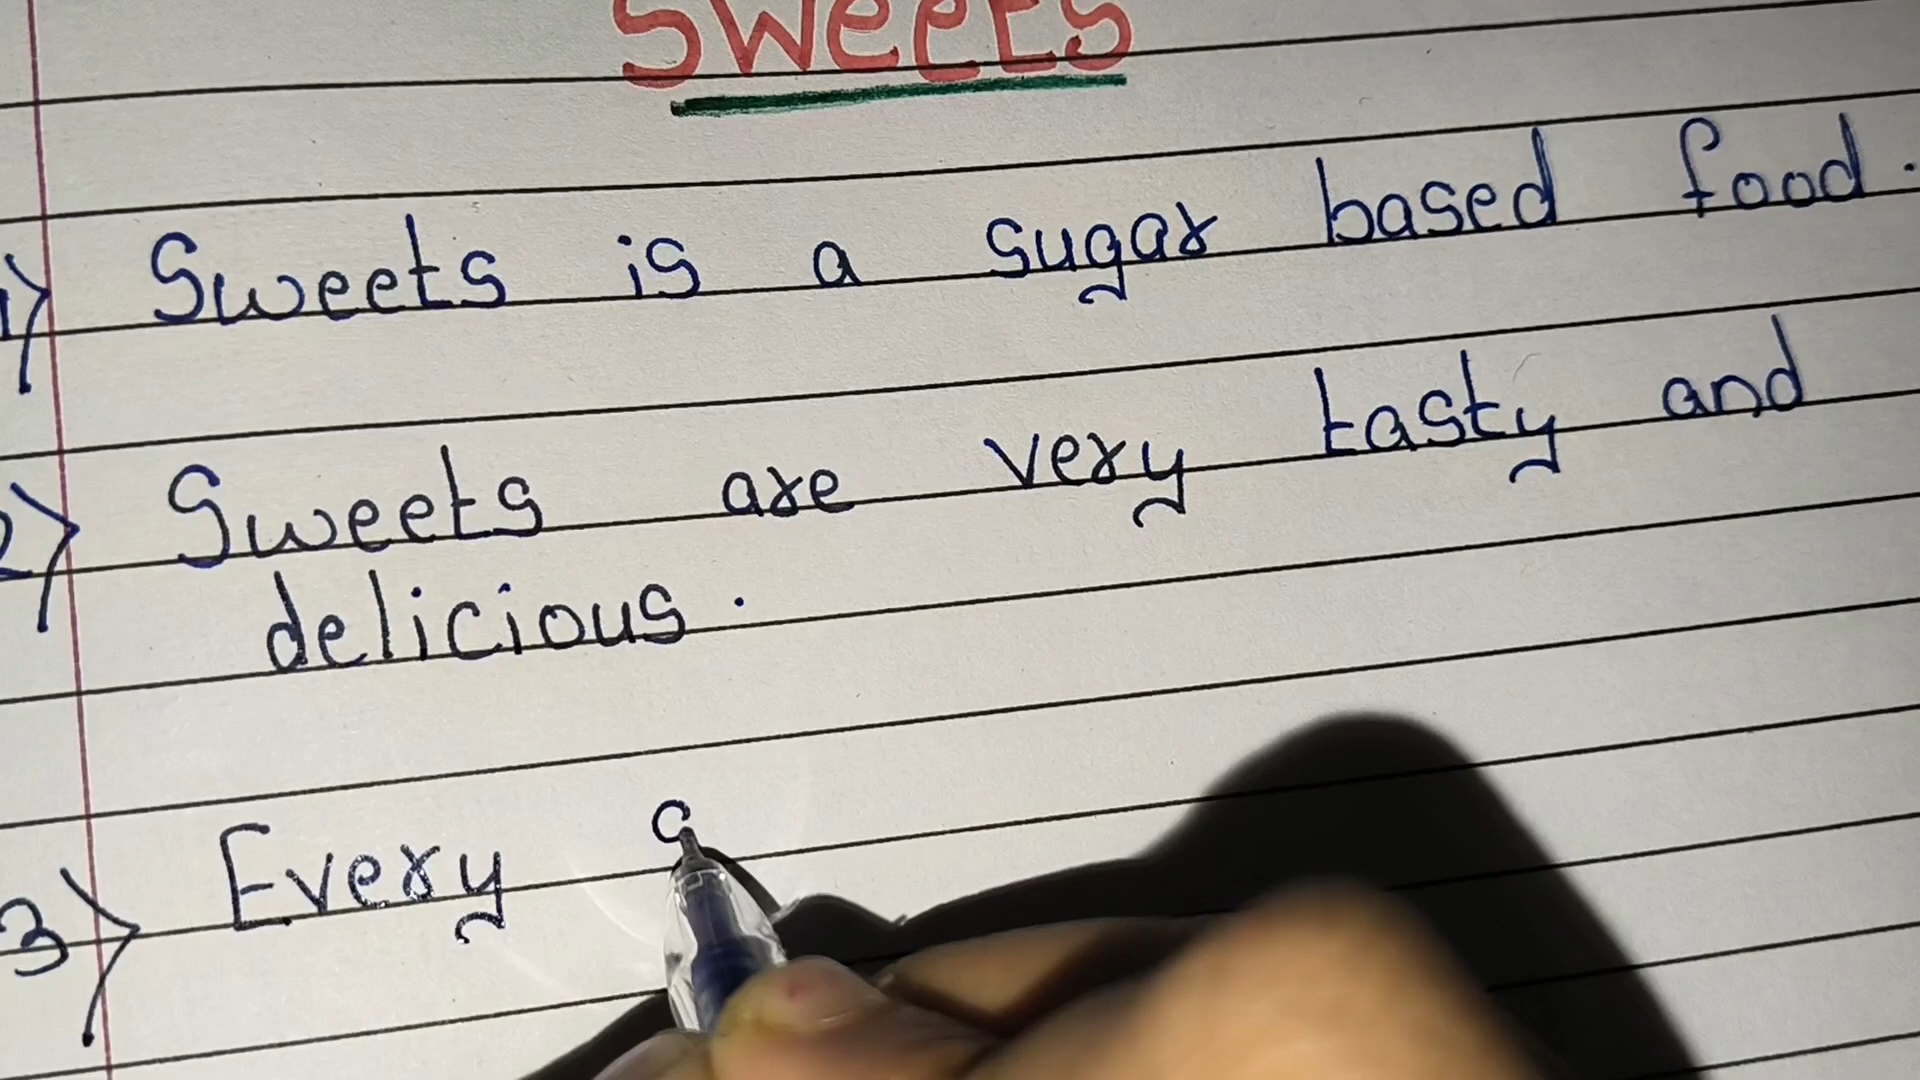 Sweets
1) Sweets is a sugar based food.
2) Sweets are very tasty and
delicious.
3) Every